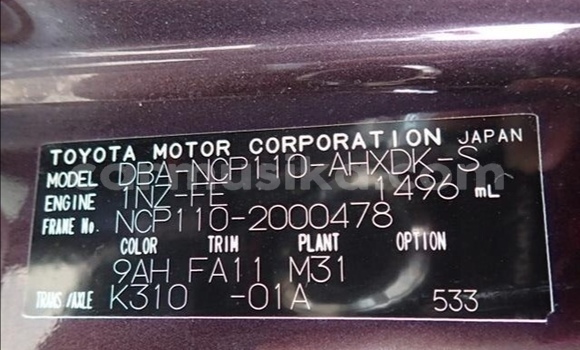 TOYOTA MOTOR CORPORATION JAPAN
MODEL DBA-NCP110-AHXDK-S
ENGINE 1NZ-FE 1496 mL
FRAME No. NCP110-2000478
COLOR TRIM PLANT OPTION
9AH FA11 M31
TRANS/AXLE K310 -01A 533